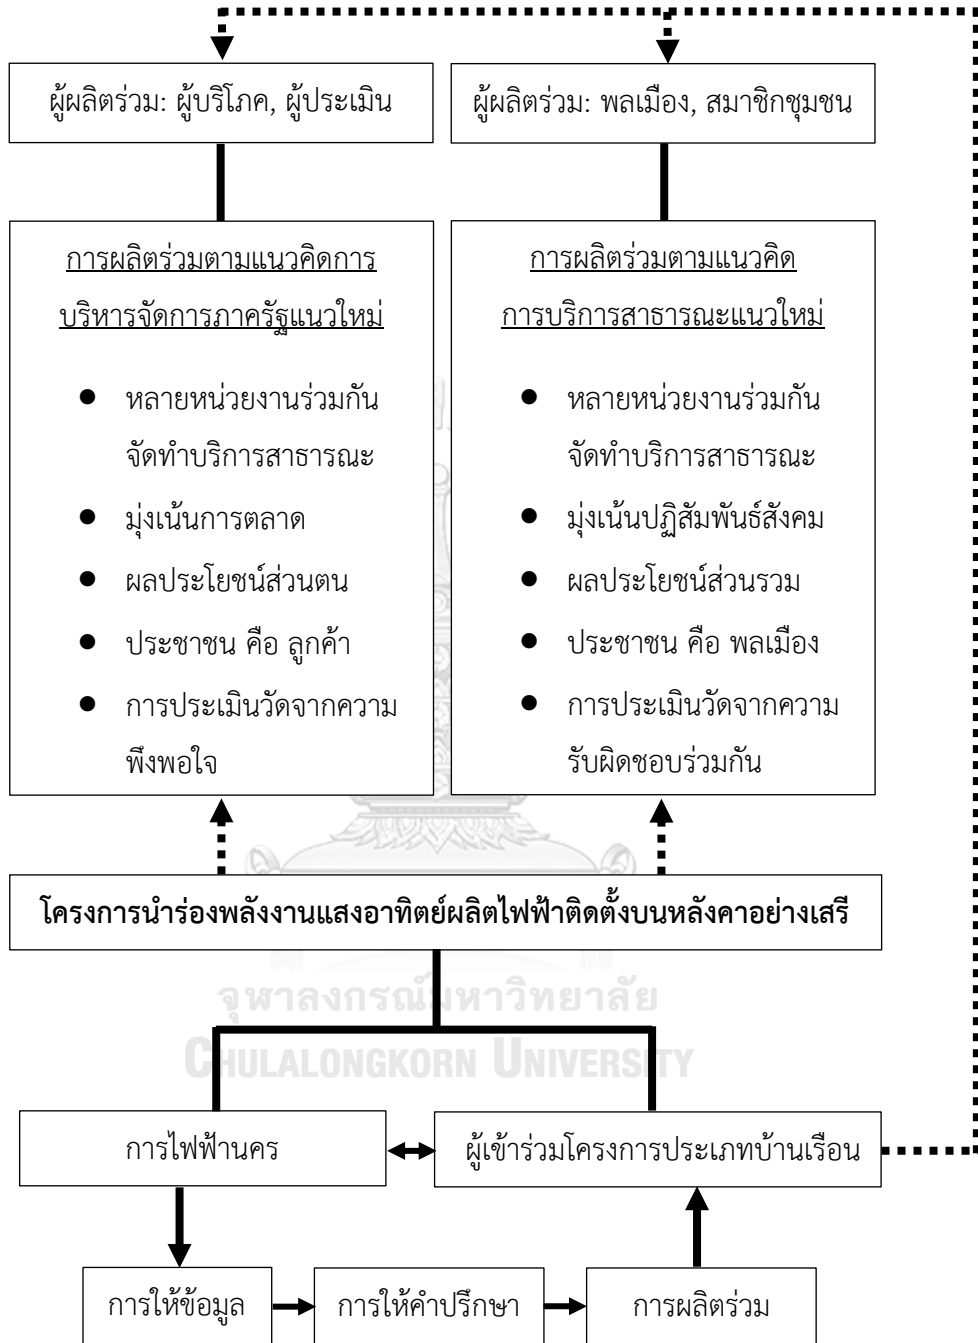 ผู้ผลิตร่วม: ผู้บริโภค, ผู้ประเมิน
ผู้ผลิตร่วม: พลเมือง, สมาชิกชุมชน
การผลิตร่วมตามแนวคิดการ
บริหารจัดการภาครัฐแนวใหม่
● หลายหน่วยงานร่วมกัน
จัดทำบริการสาธารณะ
● มุ่งเน้นการตลาด
● ผลประโยชน์ส่วนตน
● ประชาชน คือ ลูกค้า
● การประเมินวัดจากความ
พึงพอใจ
การผลิตร่วมตามแนวคิด
การบริการสาธารณะแนวใหม่
● หลายหน่วยงานร่วมกัน
จัดทำบริการสาธารณะ
● มุ่งเน้นปฏิสัมพันธ์สังคม
● ผลประโยชน์ส่วนรวม
● ประชาชน คือ พลเมือง
● การประเมินวัดจากความ
รับผิดชอบร่วมกัน
โครงการนำร่องพลังงานแสงอาทิตย์ผลิตไฟฟ้าติดตั้งบนหลังคาอย่างเสรี
จุฬาลงกรณ์มหาวิทยาลัย
CHULALONGKORN UNIVERSITY
การไฟฟ้านคร
ผู้เข้าร่วมโครงการประเภทบ้านเรือน
การให้ข้อมูล
การให้คำปรึกษา
การผลิตร่วม